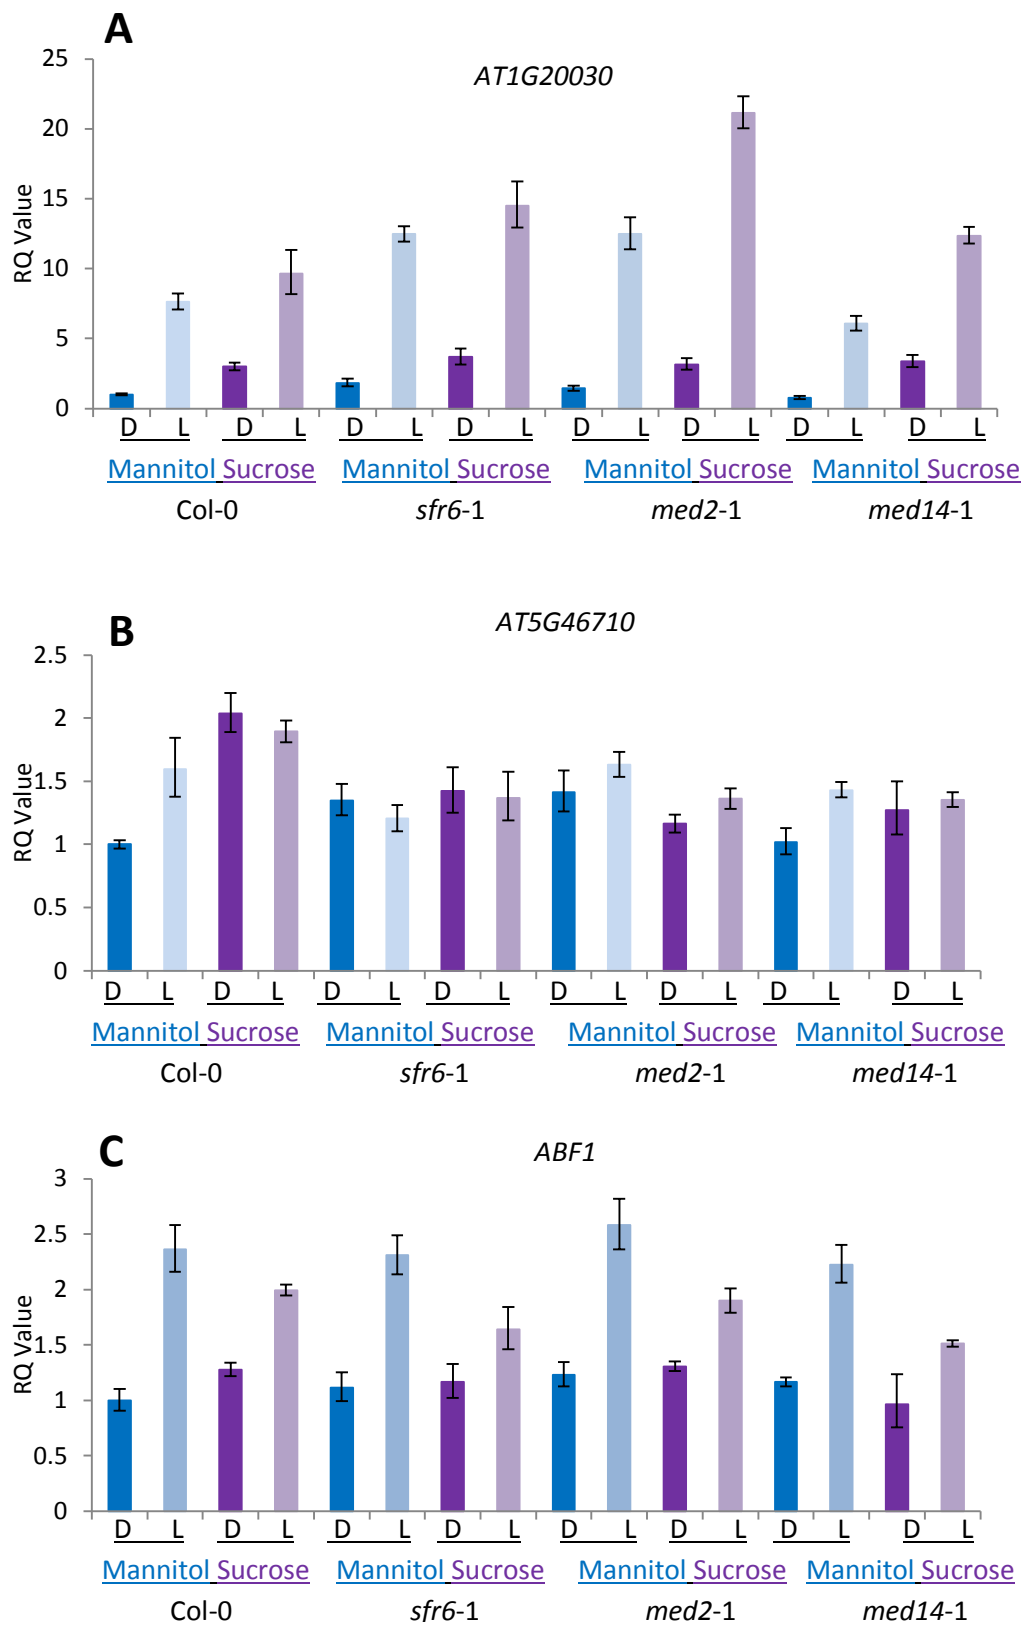 A
AT1G20030
25
20
15
10
5
0
RQ Value
D L D L D L D L D L D L D L D L
Mannitol Sucrose Mannitol Sucrose Mannitol Sucrose Mannitol Sucrose
Col-0 sfr6-1 med2-1 med14-1
B
AT5G46710
2.5
2
1.5
1
0.5
0
RQ Value
D L D L D L D L D L D L D L D L
Mannitol Sucrose Mannitol Sucrose Mannitol Sucrose Mannitol Sucrose
Col-0 sfr6-1 med2-1 med14-1
C
ABF1
3
2.5
2
1.5
1
0.5
0
RQ Value
D L D L D L D L D L D L D L D L
Mannitol Sucrose Mannitol Sucrose Mannitol Sucrose Mannitol Sucrose
Col-0 sfr6-1 med2-1 med14-1